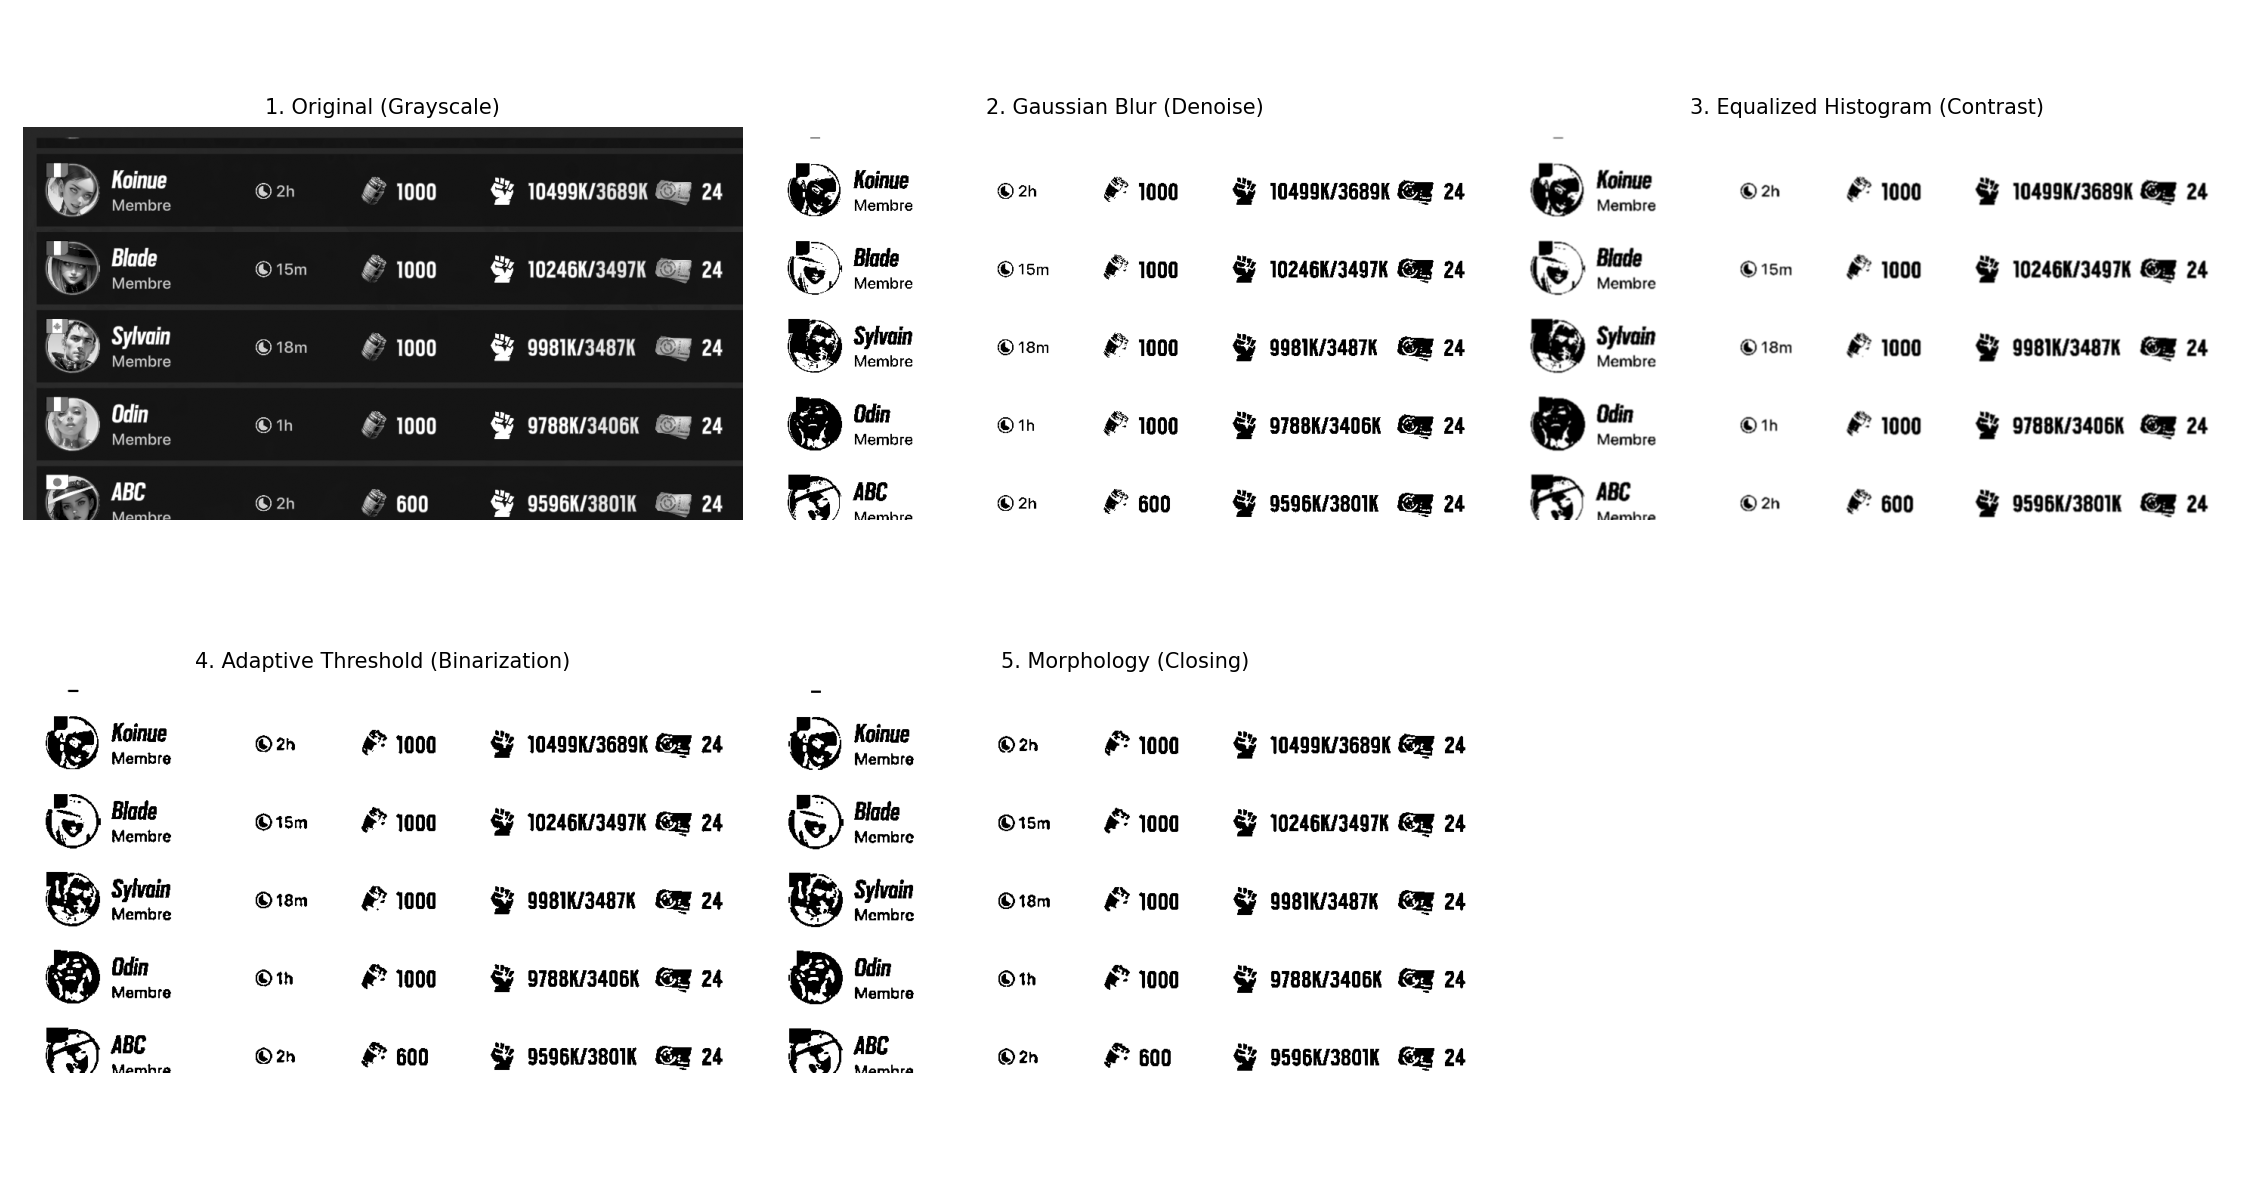 1. Original (Grayscale)
Koinue 2h 1000 10499K/3689K 24
Membre
Blade 15m 1000 10246K/3497K 24
Membre
Sylvain 18m 1000 9981K/3487K 24
Membre
Odin 1h 1000 9788K/3406K 24
Membre
ABC 2h 600 9596K/3801K 24
Membre
2. Gaussian Blur (Denoise)
Koinue 2h 1000 10499K/3689K 24
Membre
Blade 15m 1000 10246K/3497K 24
Membre
Sylvain 18m 1000 9981K/3487K 24
Membre
Odin 1h 1000 9788K/3406K 24
Membre
ABC 2h 600 9596K/3801K 24
Membre
3. Equalized Histogram (Contrast)
Koinue 2h 1000 10499K/3689K 24
Membre
Blade 15m 1000 10246K/3497K 24
Membre
Sylvain 18m 1000 9981K/3487K 24
Membre
Odin 1h 1000 9788K/3406K 24
Membre
ABC 2h 600 9596K/3801K 24
Membre
4. Adaptive Threshold (Binarization)
Koinue 2h 1000 10499K/3689K 24
Membre
Blade 15m 1000 10246K/3497K 24
Membre
Sylvain 18m 1000 9981K/3487K 24
Membre
Odin 1h 1000 9788K/3406K 24
Membre
ABC 2h 600 9596K/3801K 24
Membre
5. Morphology (Closing)
Koinue 2h 1000 10499K/3689K 24
Membre
Blade 15m 1000 10246K/3497K 24
Membre
Sylvain 18m 1000 9981K/3487K 24
Membre
Odin 1h 1000 9788K/3406K 24
Membre
ABC 2h 600 9596K/3801K 24
Membre